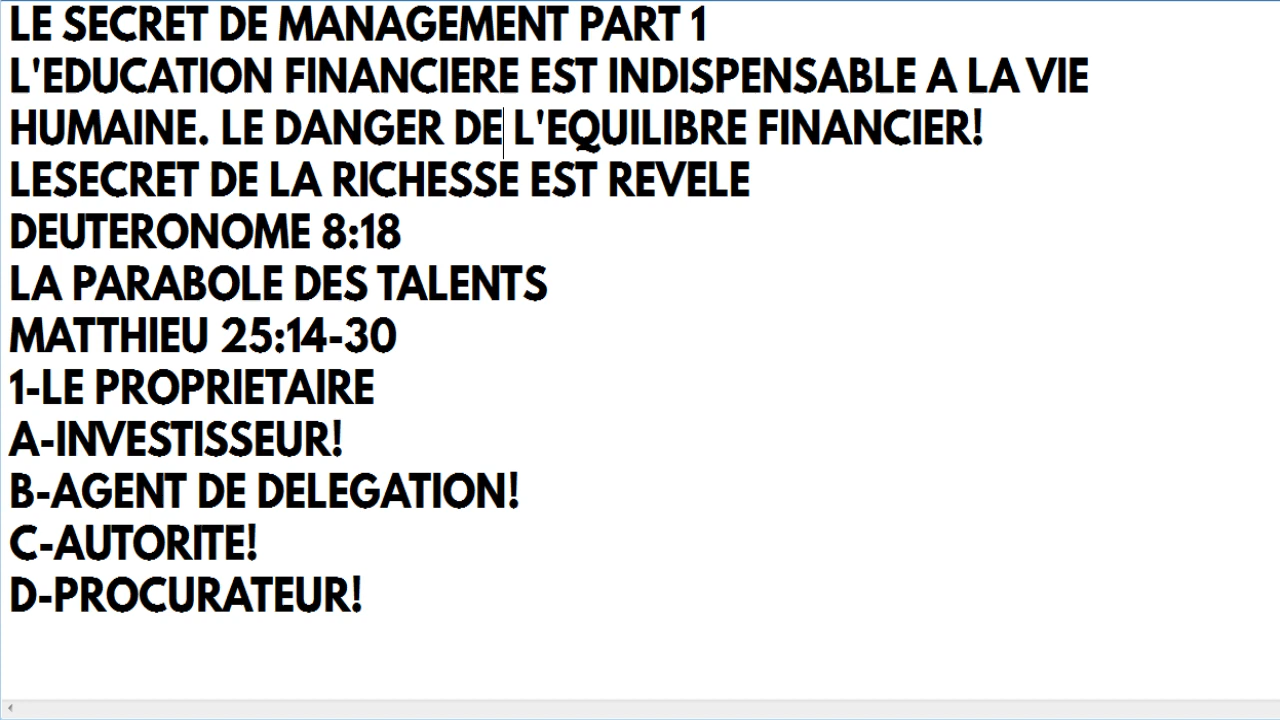 LE SECRET DE MANAGEMENT PART 1
L'EDUCATION FINANCIERE EST INDISPENSABLE A LA VIE
HUMAINE. LE DANGER DE L'EQUILIBRE FINANCIER!
LESECRET DE LA RICHESSE EST REVELE
DEUTERONOME 8:18
LA PARABOLE DES TALENTS
MATTHIEU 25:14-30
1-LE PROPRIETAIRE
A-INVESTISSEUR!
B-AGENT DE DELEGATION!
C-AUTORITE!
D-PROCURATEUR!